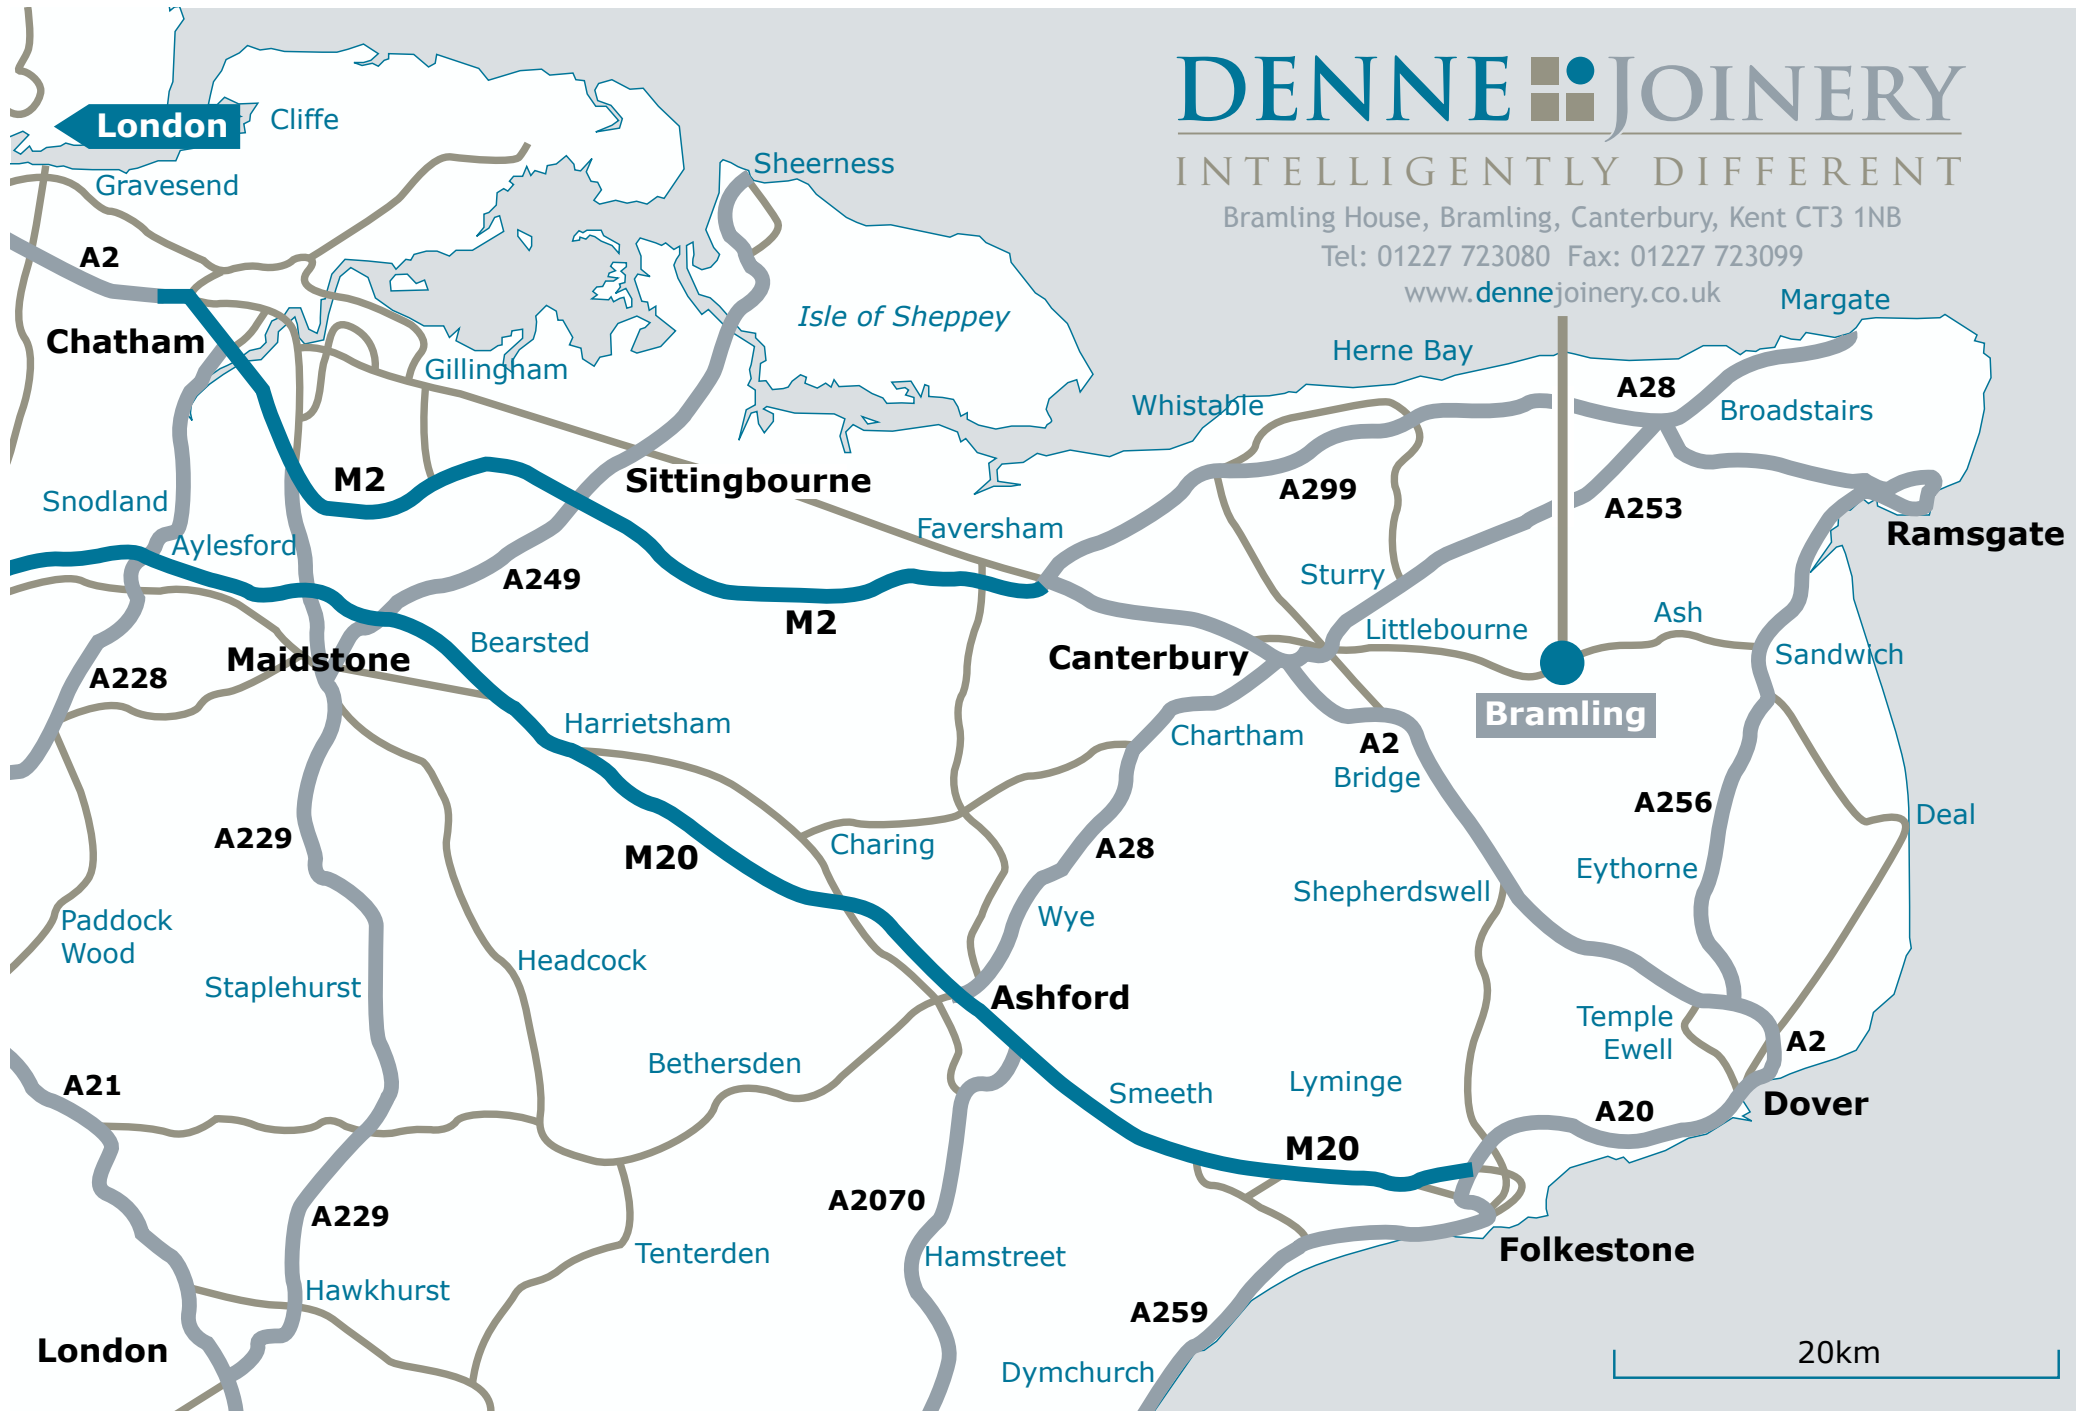 DENNE JOINERY
INTELLIGENTLY DIFFERENT
Bramling House, Bramling, Canterbury, Kent CT3 1NB
Tel: 01227 723080 Fax: 01227 723099
www.dennejoinery.co.uk
London
Cliffe
Sheerness
Gravesend
A2
Isle of Sheppey
Margate
Chatham
Herne Bay
Gillingham
A28
Whistable
Broadstairs
M2
Sittingbourne
A299
Snodland
A253
Faversham
Ramsgate
Aylesford
A249
Sturry
Ash
M2
Littlebourne
Bearsted
Maidstone
Canterbury
Sandwich
A228
Bramling
Harrietsham
Chartham
A2
Bridge
A256
Deal
A229
Charing
A28
M20
Eythorne
Shepherdswell
Wye
Paddock
Wood
Headcock
Staplehurst
Ashford
Temple
Ewell
A2
Bethersden
Lyminge
A21
Smeeth
Dover
A20
M20
A2070
A229
Tenterden
Hamstreet
Folkestone
Hawkhurst
A259
London
20km
Dymchurch